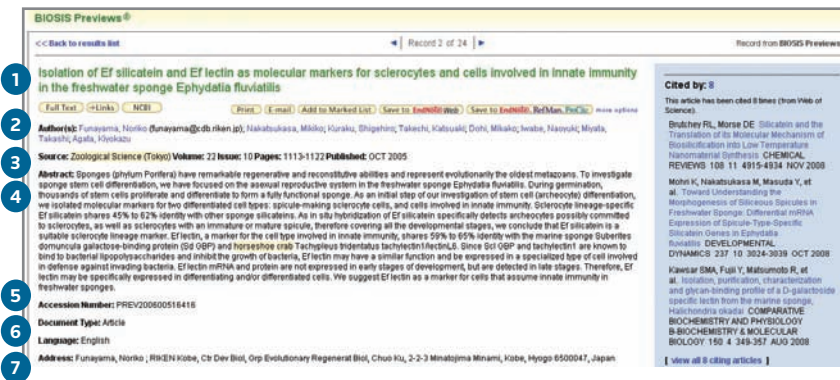 BIOSIS Previews®
<< Back to results list
Record 2 of 24
Record from BIOSIS Previews
1
Isolation of Ef silicatein and Ef lectin as molecular markers for sclerocytes and cells involved in innate immunity
in the freshwater sponge Ephydatia fluviatilis
Full Text
Links
NCBI
Print
E-mail
Add to Marked List
Save to EndNote Web
Save to EndNote, RefMan, ProCite
more options
2
Author(s): Funayama, Noriko (funayama@cdb.riken.jp); Nakatsukasa, Mikiko; Kuraku, Shigehiro; Takechi, Katsuaki; Dohi, Mikako; Iwabe, Naoyuki; Miyata,
Takashi; Agata, Kiyokazu
3
Source: Zoological Science (Tokyo) Volume: 22 Issue: 10 Pages: 1113-1122 Published: OCT 2005
4
Abstract: Sponges (phylum Porifera) have remarkable regenerative and reconstitutive abilities and represent evolutionarily the oldest metazoans. To investigate
sponge stem cell differentiation, we have focused on the asexual reproductive system in the freshwater sponge Ephydatia fluviatilis. During germination,
thousands of stem cells proliferate and differentiate to form a fully functional sponge. As an initial step of our investigation of stem cell (archeocyte) differentiation,
we isolated molecular markers for two differentiated cell types: spicule-making sclerocyte cells, and cells involved in innate immunity. Sclerocyte lineage-specific
Ef silicatein shares 45% to 62% identity with other sponge silicateins. As in situ hybridization of Ef silicatein specifically detects archeocytes possibly committed
to sclerocytes, as well as sclerocytes with an immature or mature spicule, therefore covering all the developmental stages, we conclude that Ef silicatein is a
suitable sclerocyte lineage marker. Ef lectin, a marker for the cell type involved in innate immunity, shares 59% to 65% identity with the marine sponge Suberites
domuncula galactose-binding protein (Sd GBP) and horseshoe crab Tachypleus tridentatus tachylectin1/lectinL6. Since Scl GBP and tachylectin1 are known to
bind to bacterial lipopolysaccharides and inhibit the growth of bacteria, Ef lectin may have a similar function and be expressed in a specialized type of cell involved
in defense against invading bacteria. Ef lectin mRNA and protein are not expressed in early stages of development, but are detected in late stages. Therefore, Ef
lectin may be specifically expressed in differentiating and/or differentiated cells. We suggest Ef lectin as a marker for cells that assume innate immunity in
freshwater sponges.
5
Accession Number: PREV200600516416
6
Document Type: Article
Language: English
7
Address: Funayama, Noriko ; RIKEN Kobe, Ctr Dev Biol, Grp Evolutionary Regenerat Biol, Chuo Ku, 2-2-3 Minatojima Minami, Kobe, Hyogo 6500047, Japan
Cited by: 8
This article has been cited 8 times (from Web of
Science).
Brutchey RL, Morse DE Silicatein and the
Translation of its Molecular Mechanism of
Biosilicification into Low Temperature
Nanomaterial Synthesis CHEMICAL
REVIEWS 108 11 4915-4934 NOV 2008
Mohri K, Nakatsukasa M, Masuda Y, et
al. Toward Understanding the
Morphogenesis of Siliceous Spicules in
Freshwater Sponge: Differential mRNA
Expression of Spicule-Type-Specific
Silicatein Genes in Ephydatia
fluviatilis DEVELOPMENTAL
DYNAMICS 237 10 3024-3039 OCT 2008
Kawsar SMA, Fujii Y, Matsumoto R, et
al. Isolation, purification, characterization
and glycan-binding profile of a D-galactoside
specific lectin from the marine sponge,
Halichondria okadai COMPARATIVE
BIOCHEMISTRY AND PHYSIOLOGY
B-BIOCHEMISTRY & MOLECULAR
BIOLOGY 150 4 349-357 AUG 2008
[ view all 8 citing articles ]